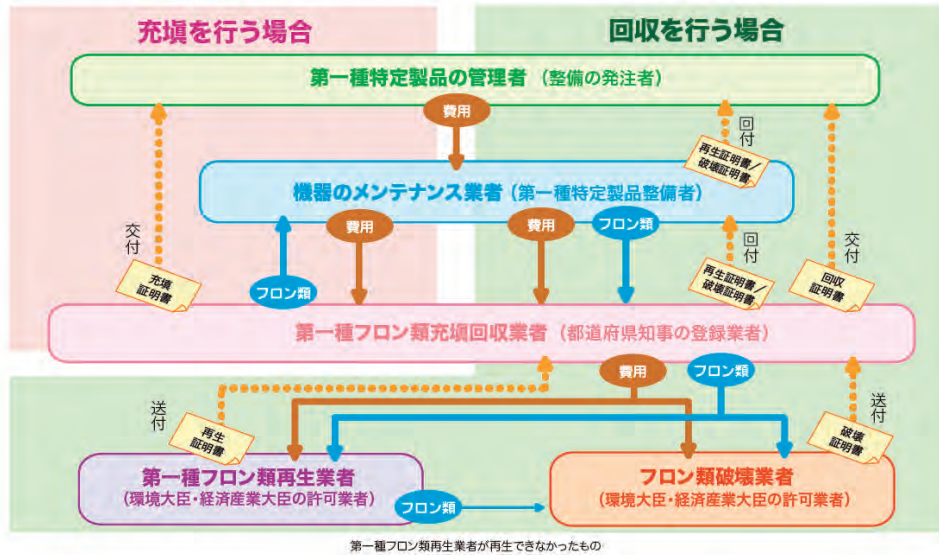 充塡を行う場合
回収を行う場合
第一種特定製品の管理者 （整備の発注者）
費用
回付
再生証明書／
破壊証明書
機器のメンテナンス業者（第一種特定製品整備者）
交付
費用
費用
フロン類
回付
交付
充塡
証明書
フロン類
再生証明書／
破壊証明書
回収
証明書
第一種フロン類充塡回収業者（都道府県知事の登録業者）
費用
フロン類
送付
再生
証明書
送付
破壊
証明書
第一種フロン類再生業者
（環境大臣・経済産業大臣の許可業者）
フロン類破壊業者
（環境大臣・経済産業大臣の許可業者）
フロン類
第一種フロン類再生業者が再生できなかったもの